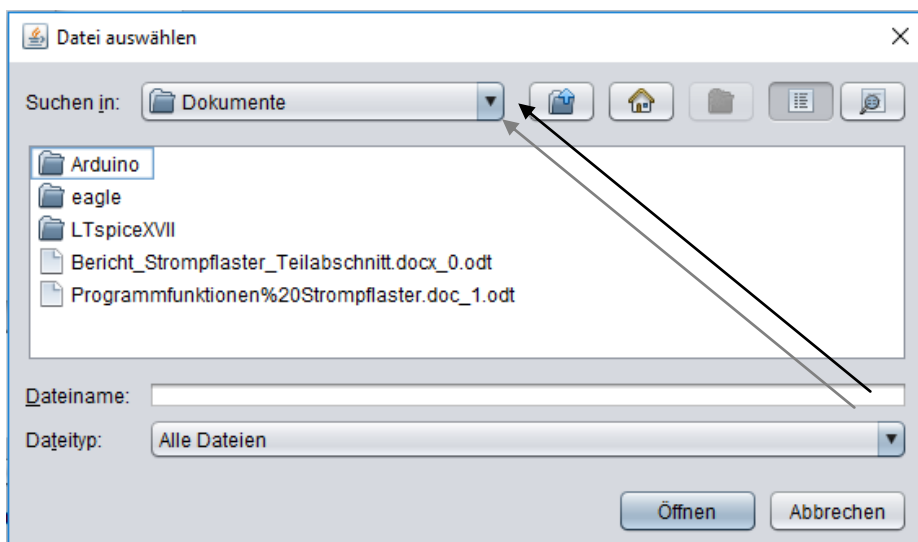 Datei auswählen
Suchen in: Dokumente
Arduino
eagle
LTspiceXVII
Bericht_Strompflaster_Teilabschnitt.docx_0.odt
Programmfunktionen%20Strompflaster.doc_1.odt
Dateiname:
Dateityp: Alle Dateien
Öffnen Abbrechen